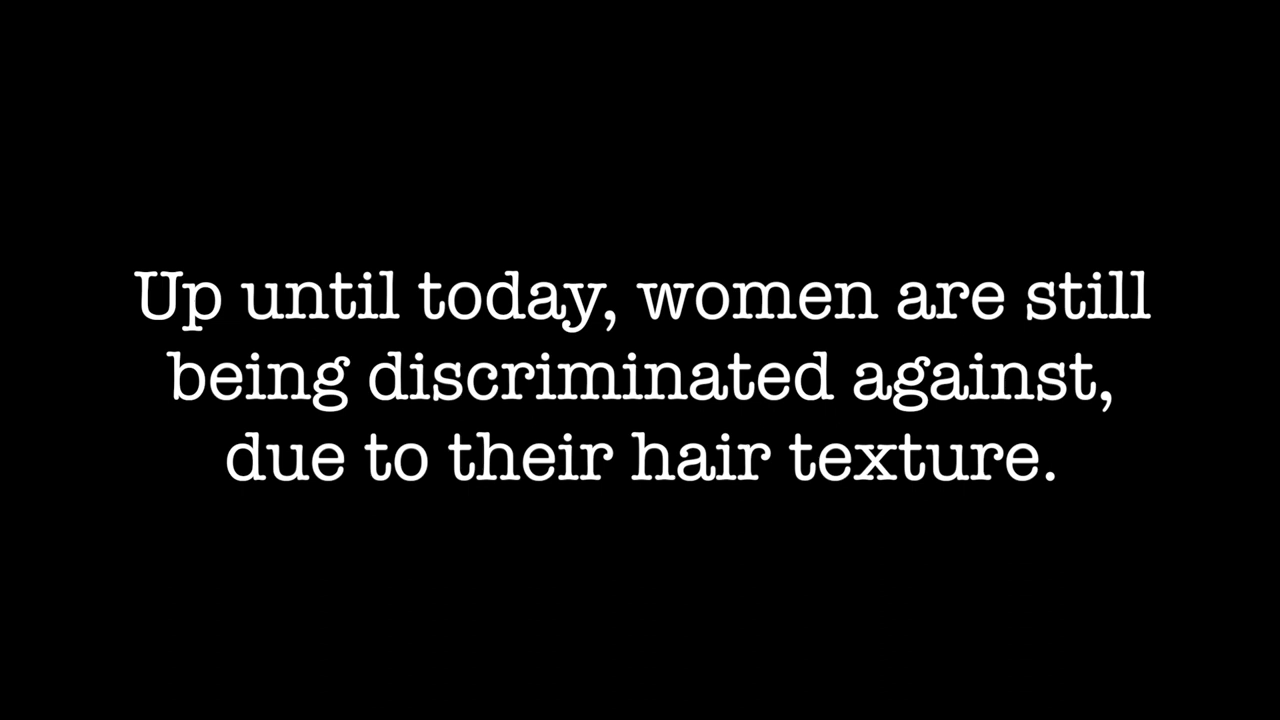 Up until today, women are still
being discriminated against,
due to their hair texture.